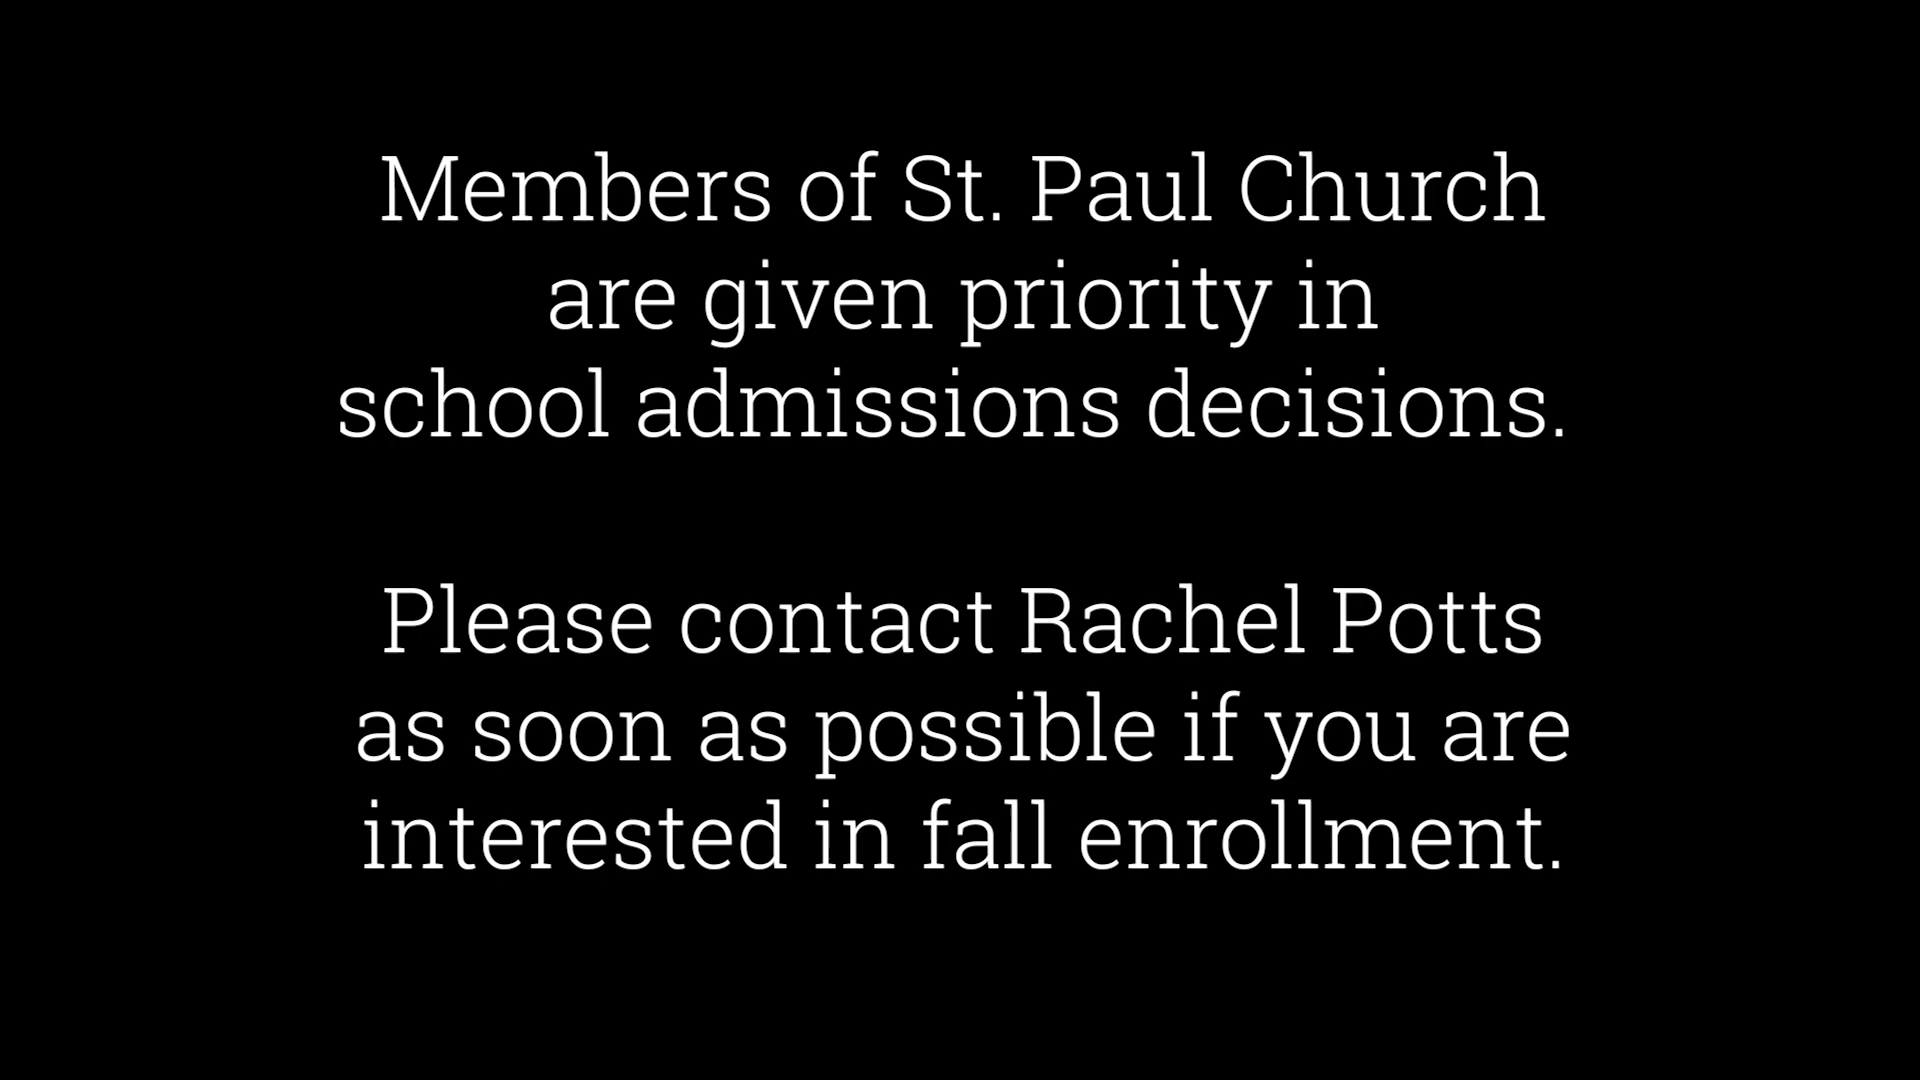 Members of St. Paul Church
are given priority in
school admissions decisions.
Please contact Rachel Potts
as soon as possible if you are
interested in fall enrollment.